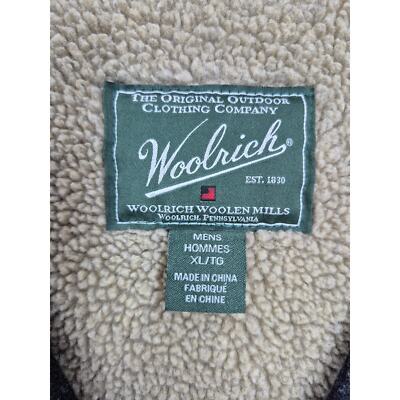 THE ORIGINAL OUTDOOR
CLOTHING COMPANY
Woolrich®
EST. 1830
WOOLRICH WOOLEN MILLS
WOOLRICH, PENNSYLVANIA
MENS
HOMMES
XL/TG
MADE IN CHINA
FABRIQUÉ
EN CHINE